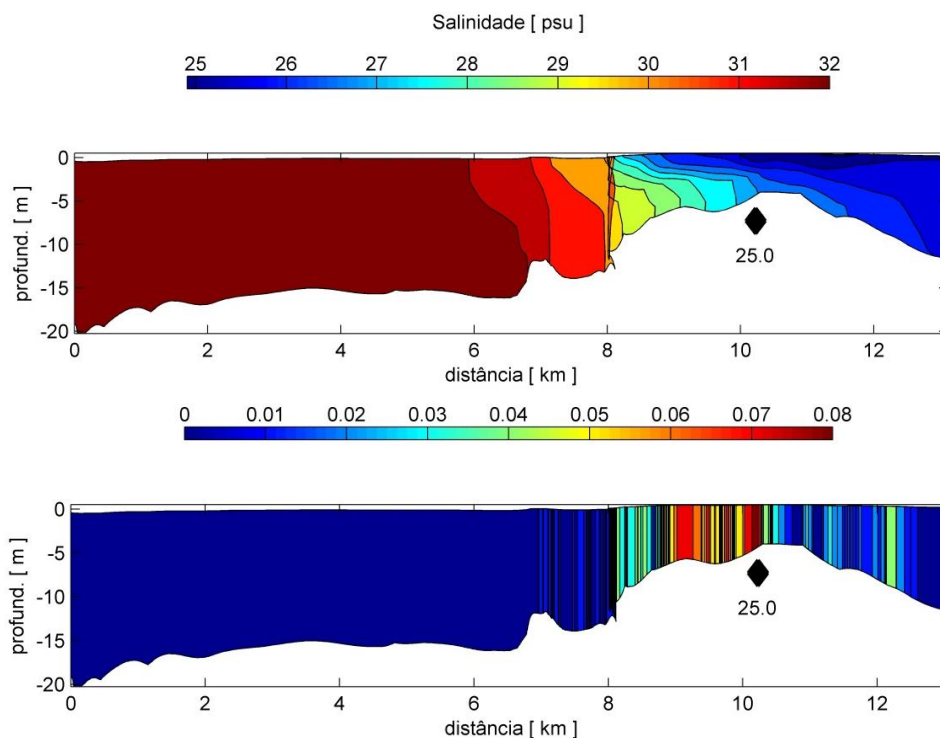 Salinidade [ psu ]
25 26 27 28 29 30 31 32
0
-5
-10
-15
-20
profund. [ m ]
25.0
0 2 4 6 8 10 12
distância [ km ]
0 0.01 0.02 0.03 0.04 0.05 0.06 0.07 0.08
0
-5
-10
-15
-20
profund. [ m ]
25.0
0 2 4 6 8 10 12
distância [ km ]